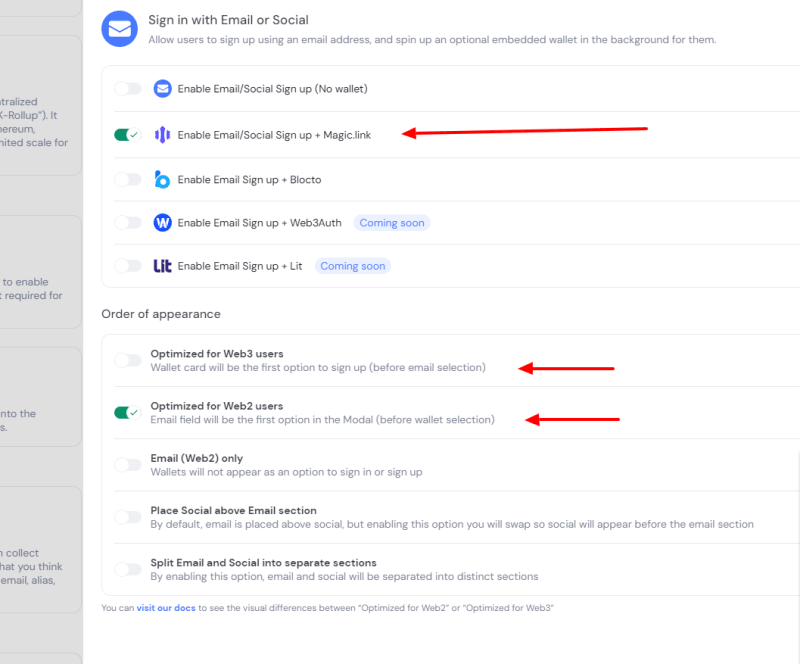 Sign in with Email or Social
Allow users to sign up using an email address, and spin up an optional embedded wallet in the background for them.
Enable Email/Social Sign up (No wallet)
Enable Email/Social Sign up + Magic.link
Enable Email Sign up + Blocto
W Enable Email Sign up + Web3Auth Coming soon
Lit Enable Email Sign up + Lit Coming soon
Order of appearance
Optimized for Web3 users
Wallet card will be the first option to sign up (before email selection)
Optimized for Web2 users
Email field will be the first option in the Modal (before wallet selection)
Email (Web2) only
Wallets will not appear as an option to sign in or sign up
Place Social above Email section
By default, email is placed above social, but enabling this option you will swap so social will appear before the email section
Split Email and Social into separate sections
By enabling this option, email and social will be separated into distinct sections
You can visit our docs to see the visual differences between “Optimized for Web2” or “Optimized for Web3”
tralized
K-Rollup”). It
hereum,
mited scale for
to enable
t required for
nto the
s.
n collect
hat you think
email, alias,